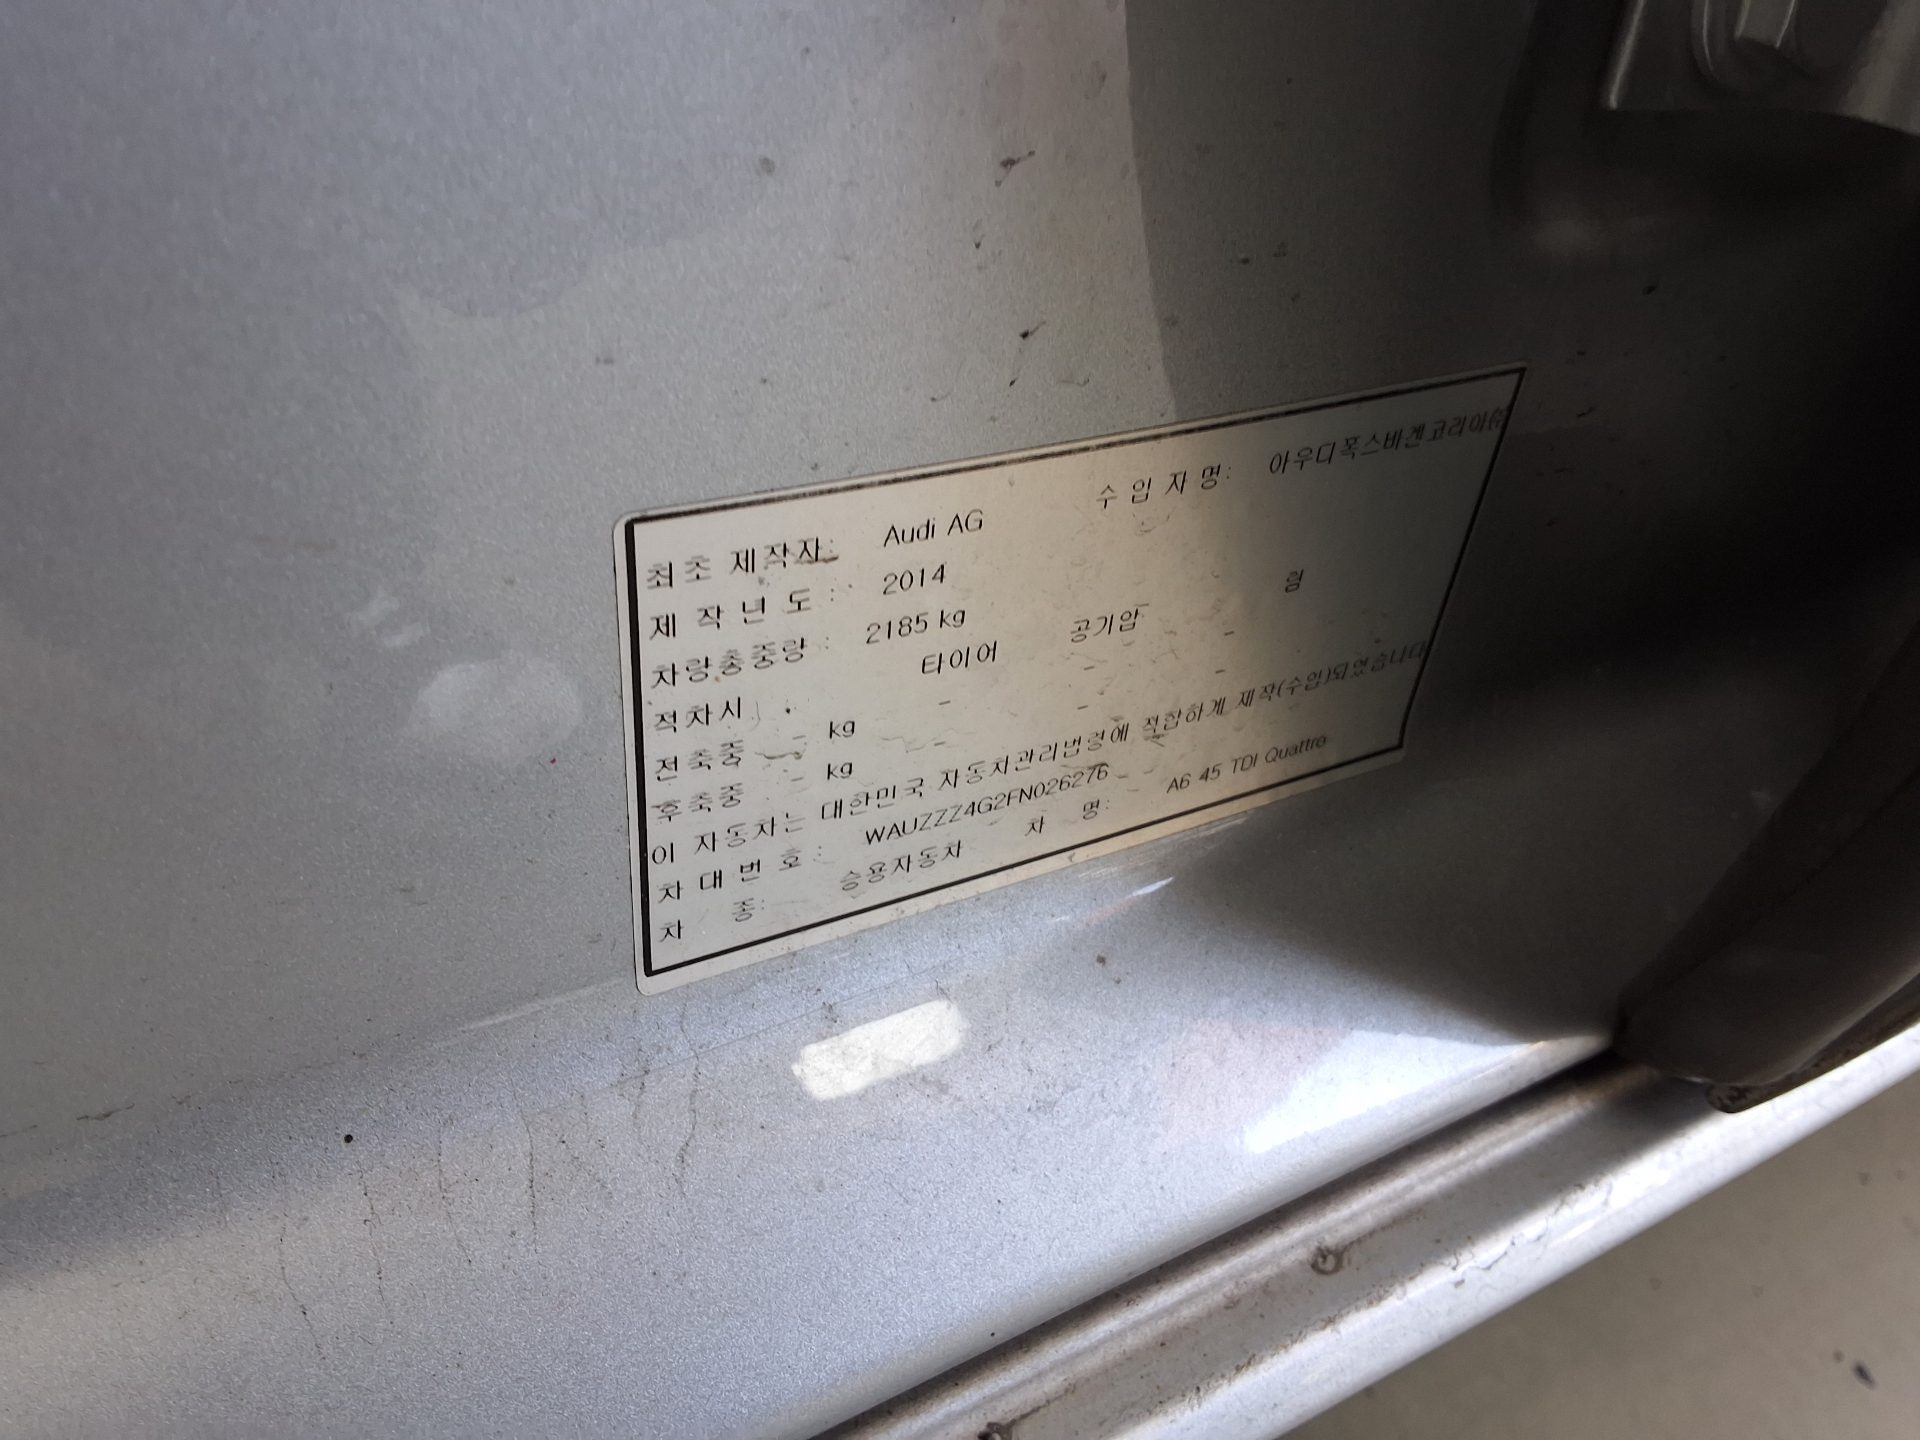 최초 제작자: Audi AG 수 입 자 명: 아우디폭스바겐코리아(주
제 작 년 도 : 2014
차량총중량 : 2185 kg
적차시 : 타이어 공기압 림
전축중 - kg - - -
후축중 - kg - - -
이 자동차는 대한민국 자동차관리법령에 적합하게 제작(수입)되었습니다
차 대 번 호 : WAUZZZ4G2FN026276
차 종: 승용자동차 차 명: A6 45 TDI Quattro